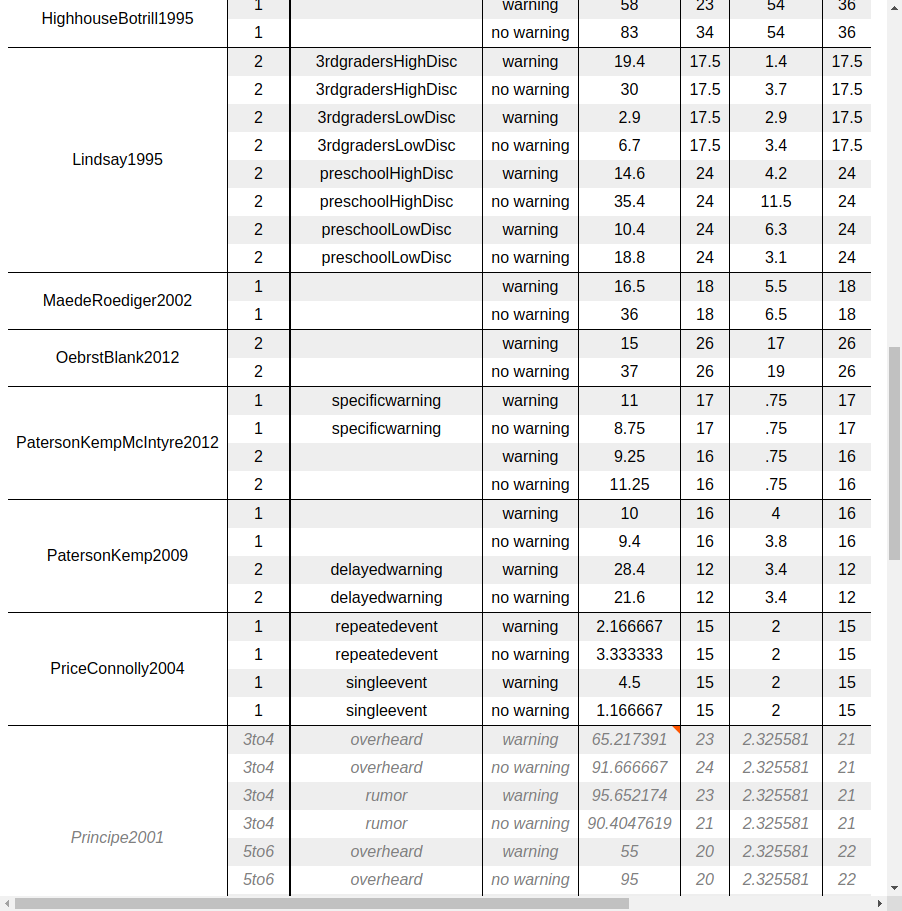 HighhouseBotrill1995 1 warning 58 23 54 36
1 no warning 83 34 54 36
Lindsay1995
2 3rdgradersHighDisc warning 19.4 17.5 1.4 17.5
2 3rdgradersHighDisc no warning 30 17.5 3.7 17.5
2 3rdgradersLowDisc warning 2.9 17.5 2.9 17.5
2 3rdgradersLowDisc no warning 6.7 17.5 3.4 17.5
2 preschoolHighDisc warning 14.6 24 4.2 24
2 preschoolHighDisc no warning 35.4 24 11.5 24
2 preschoolLowDisc warning 10.4 24 6.3 24
2 preschoolLowDisc no warning 18.8 24 3.1 24
MaedeRoediger2002
1 warning 16.5 18 5.5 18
1 no warning 36 18 6.5 18
OebrstBlank2012
2 warning 15 26 17 26
2 no warning 37 26 19 26
PatersonKempMcIntyre2012
1 specificwarning warning 11 17 .75 17
1 specificwarning no warning 8.75 17 .75 17
2 warning 9.25 16 .75 16
2 no warning 11.25 16 .75 16
PatersonKemp2009
1 warning 10 16 4 16
1 no warning 9.4 16 3.8 16
2 delayedwarning warning 28.4 12 3.4 12
2 delayedwarning no warning 21.6 12 3.4 12
PriceConnolly2004
1 repeatedevent warning 2.166667 15 2 15
1 repeatedevent no warning 3.333333 15 2 15
1 singleevent warning 4.5 15 2 15
1 singleevent no warning 1.166667 15 2 15
Principe2001
3to4 overheard warning 65.217391 23 2.325581 21
3to4 overheard no warning 91.666667 24 2.325581 21
3to4 rumor warning 95.652174 23 2.325581 21
3to4 rumor no warning 90.4047619 21 2.325581 21
5to6 overheard warning 55 20 2.325581 22
5to6 overheard no warning 95 20 2.325581 22